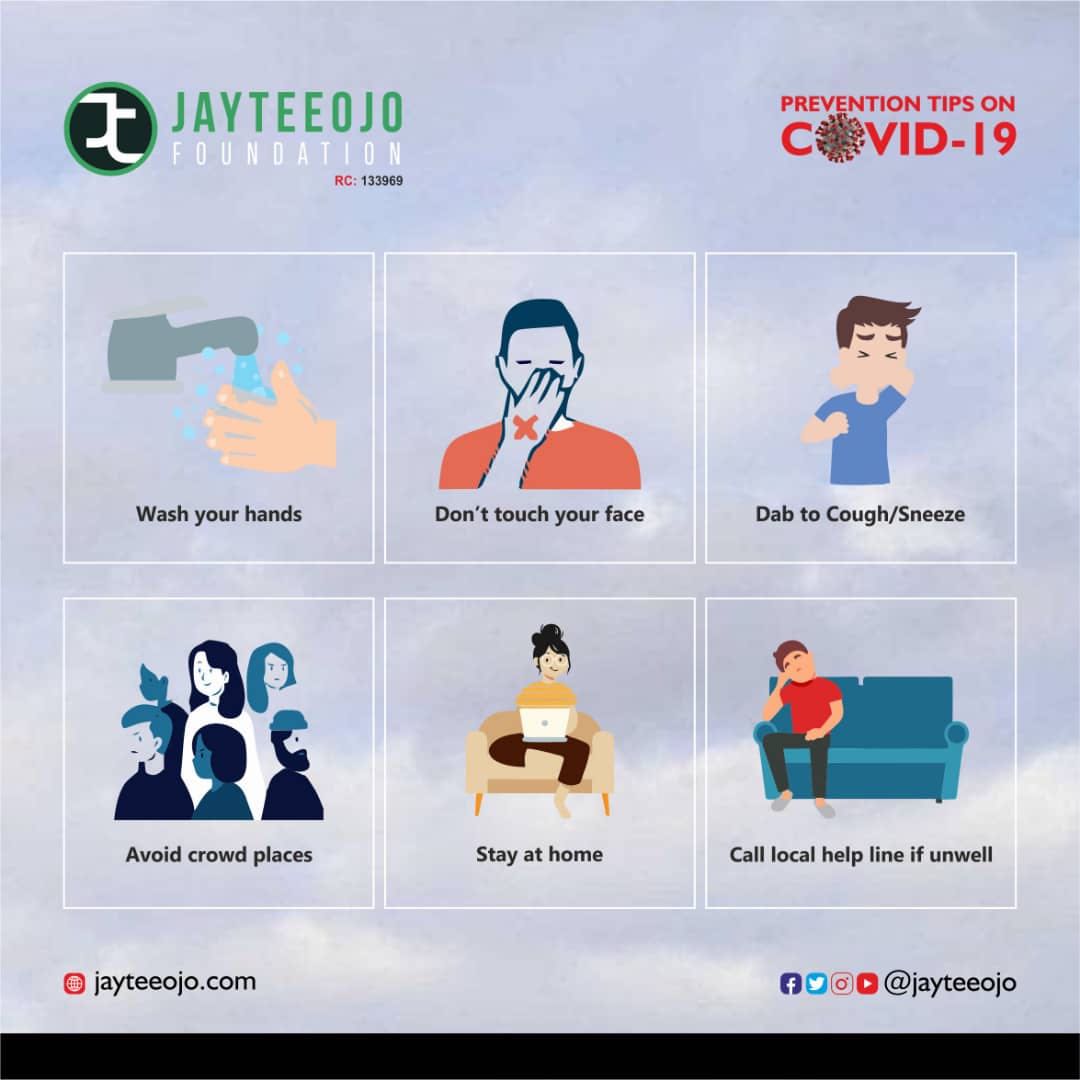 JAYTEEOJO
FOUNDATION
RC: 133969
PREVENTION TIPS ON
COVID-19
Wash your hands
Don't touch your face
Dab to Cough/Sneeze
Avoid crowd places
Stay at home
Call local help line if unwell
jayteeojo.com
@jayteeojo